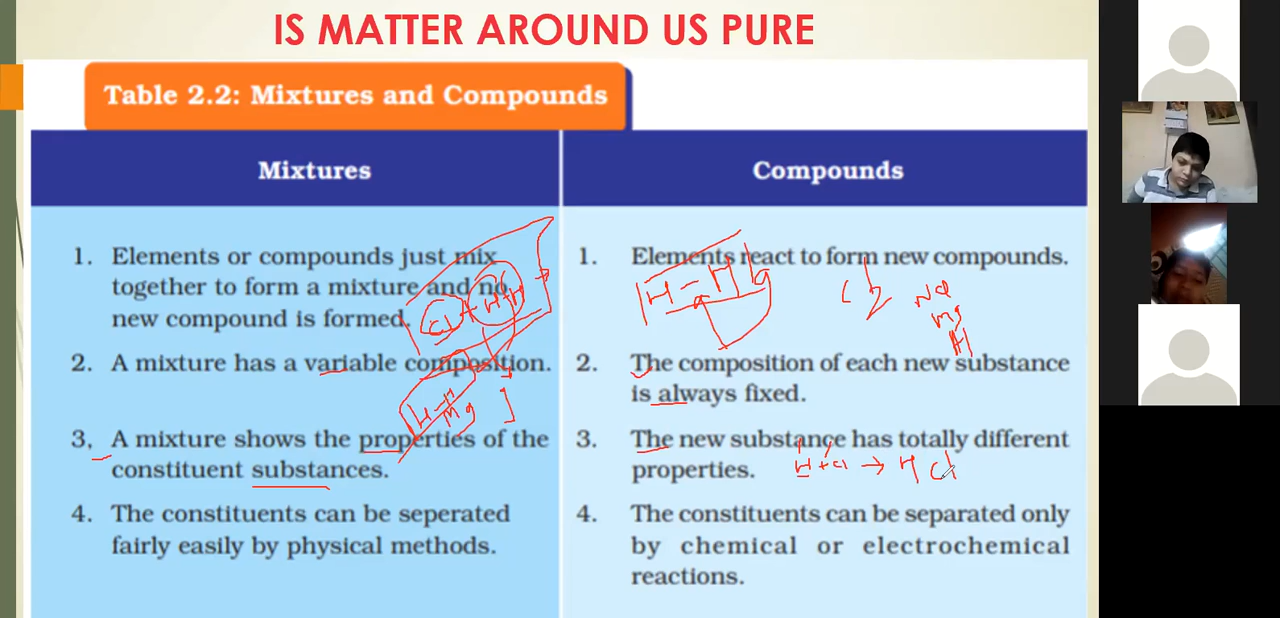 IS MATTER AROUND US PURE
Table 2.2: Mixtures and Compounds
Mixtures
1. Elements or compounds just mix
together to form a mixture and no
new compound is formed.
2. A mixture has a variable composition.
3. A mixture shows the properties of the
constituent substances.
4. The constituents can be seperated
fairly easily by physical methods.
Compounds
1. Elements react to form new compounds.
2. The composition of each new substance
is always fixed.
3. The new substance has totally different
properties.
H + Cl → H Cl
4. The constituents can be separated only
by chemical or electrochemical
reactions.
Mg
H